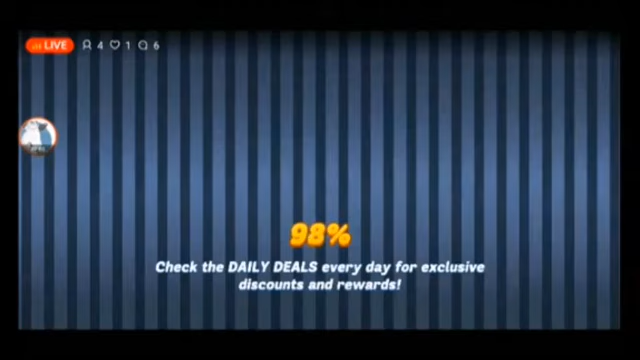 LIVE 4 1 6
98%
Check the DAILY DEALS every day for exclusive
discounts and rewards!